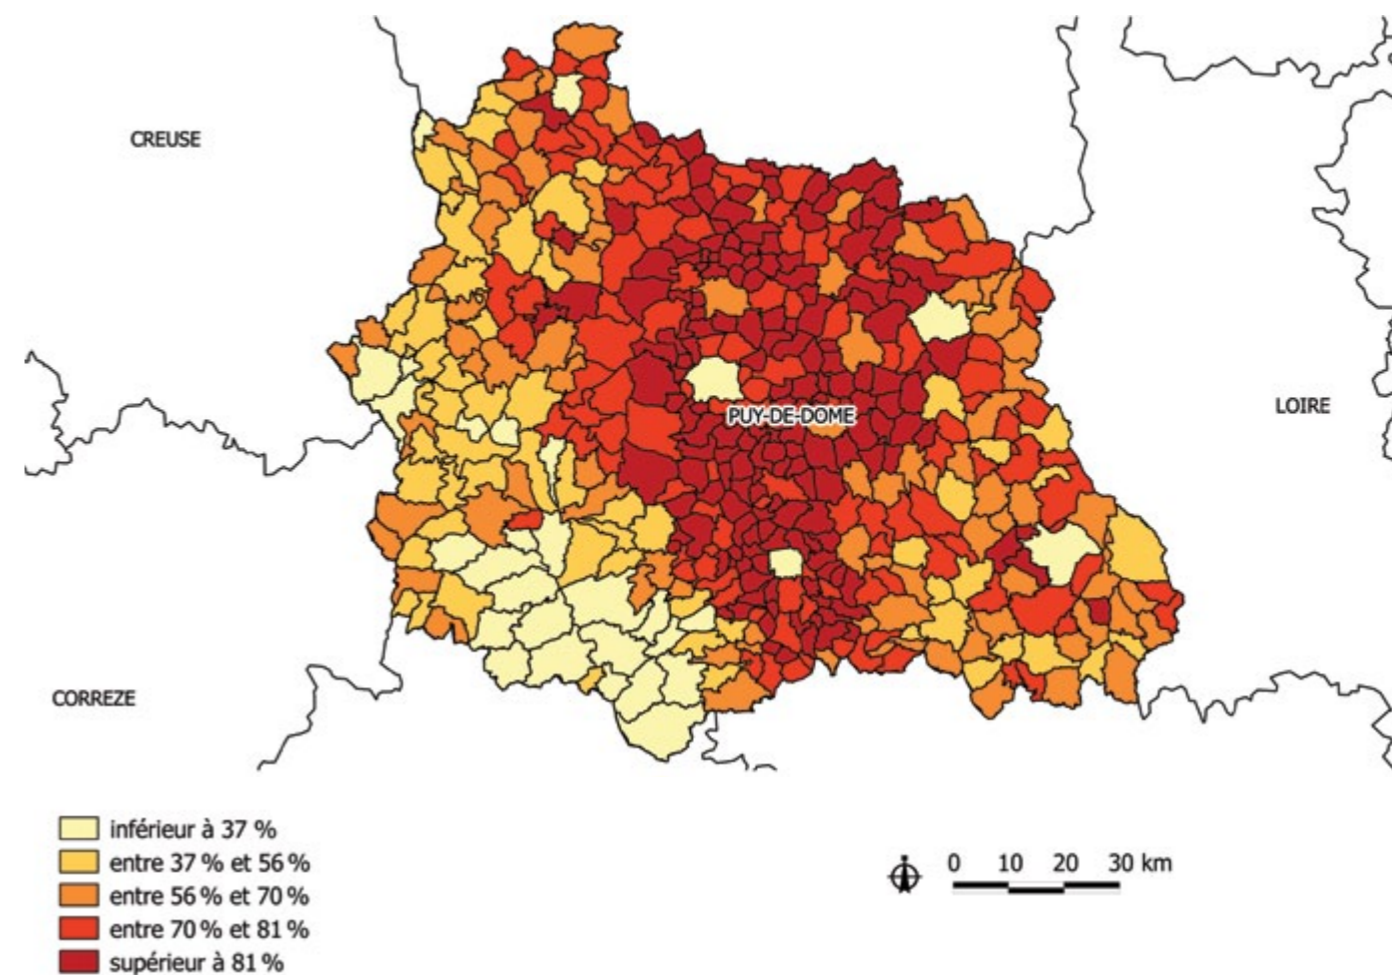 CREUSE
PUY-DE-DOME
LOIRE
CORREZE
inférieur à 37 %
entre 37 % et 56 %
entre 56 % et 70 %
entre 70 % et 81 %
supérieur à 81 %
0 10 20 30 km